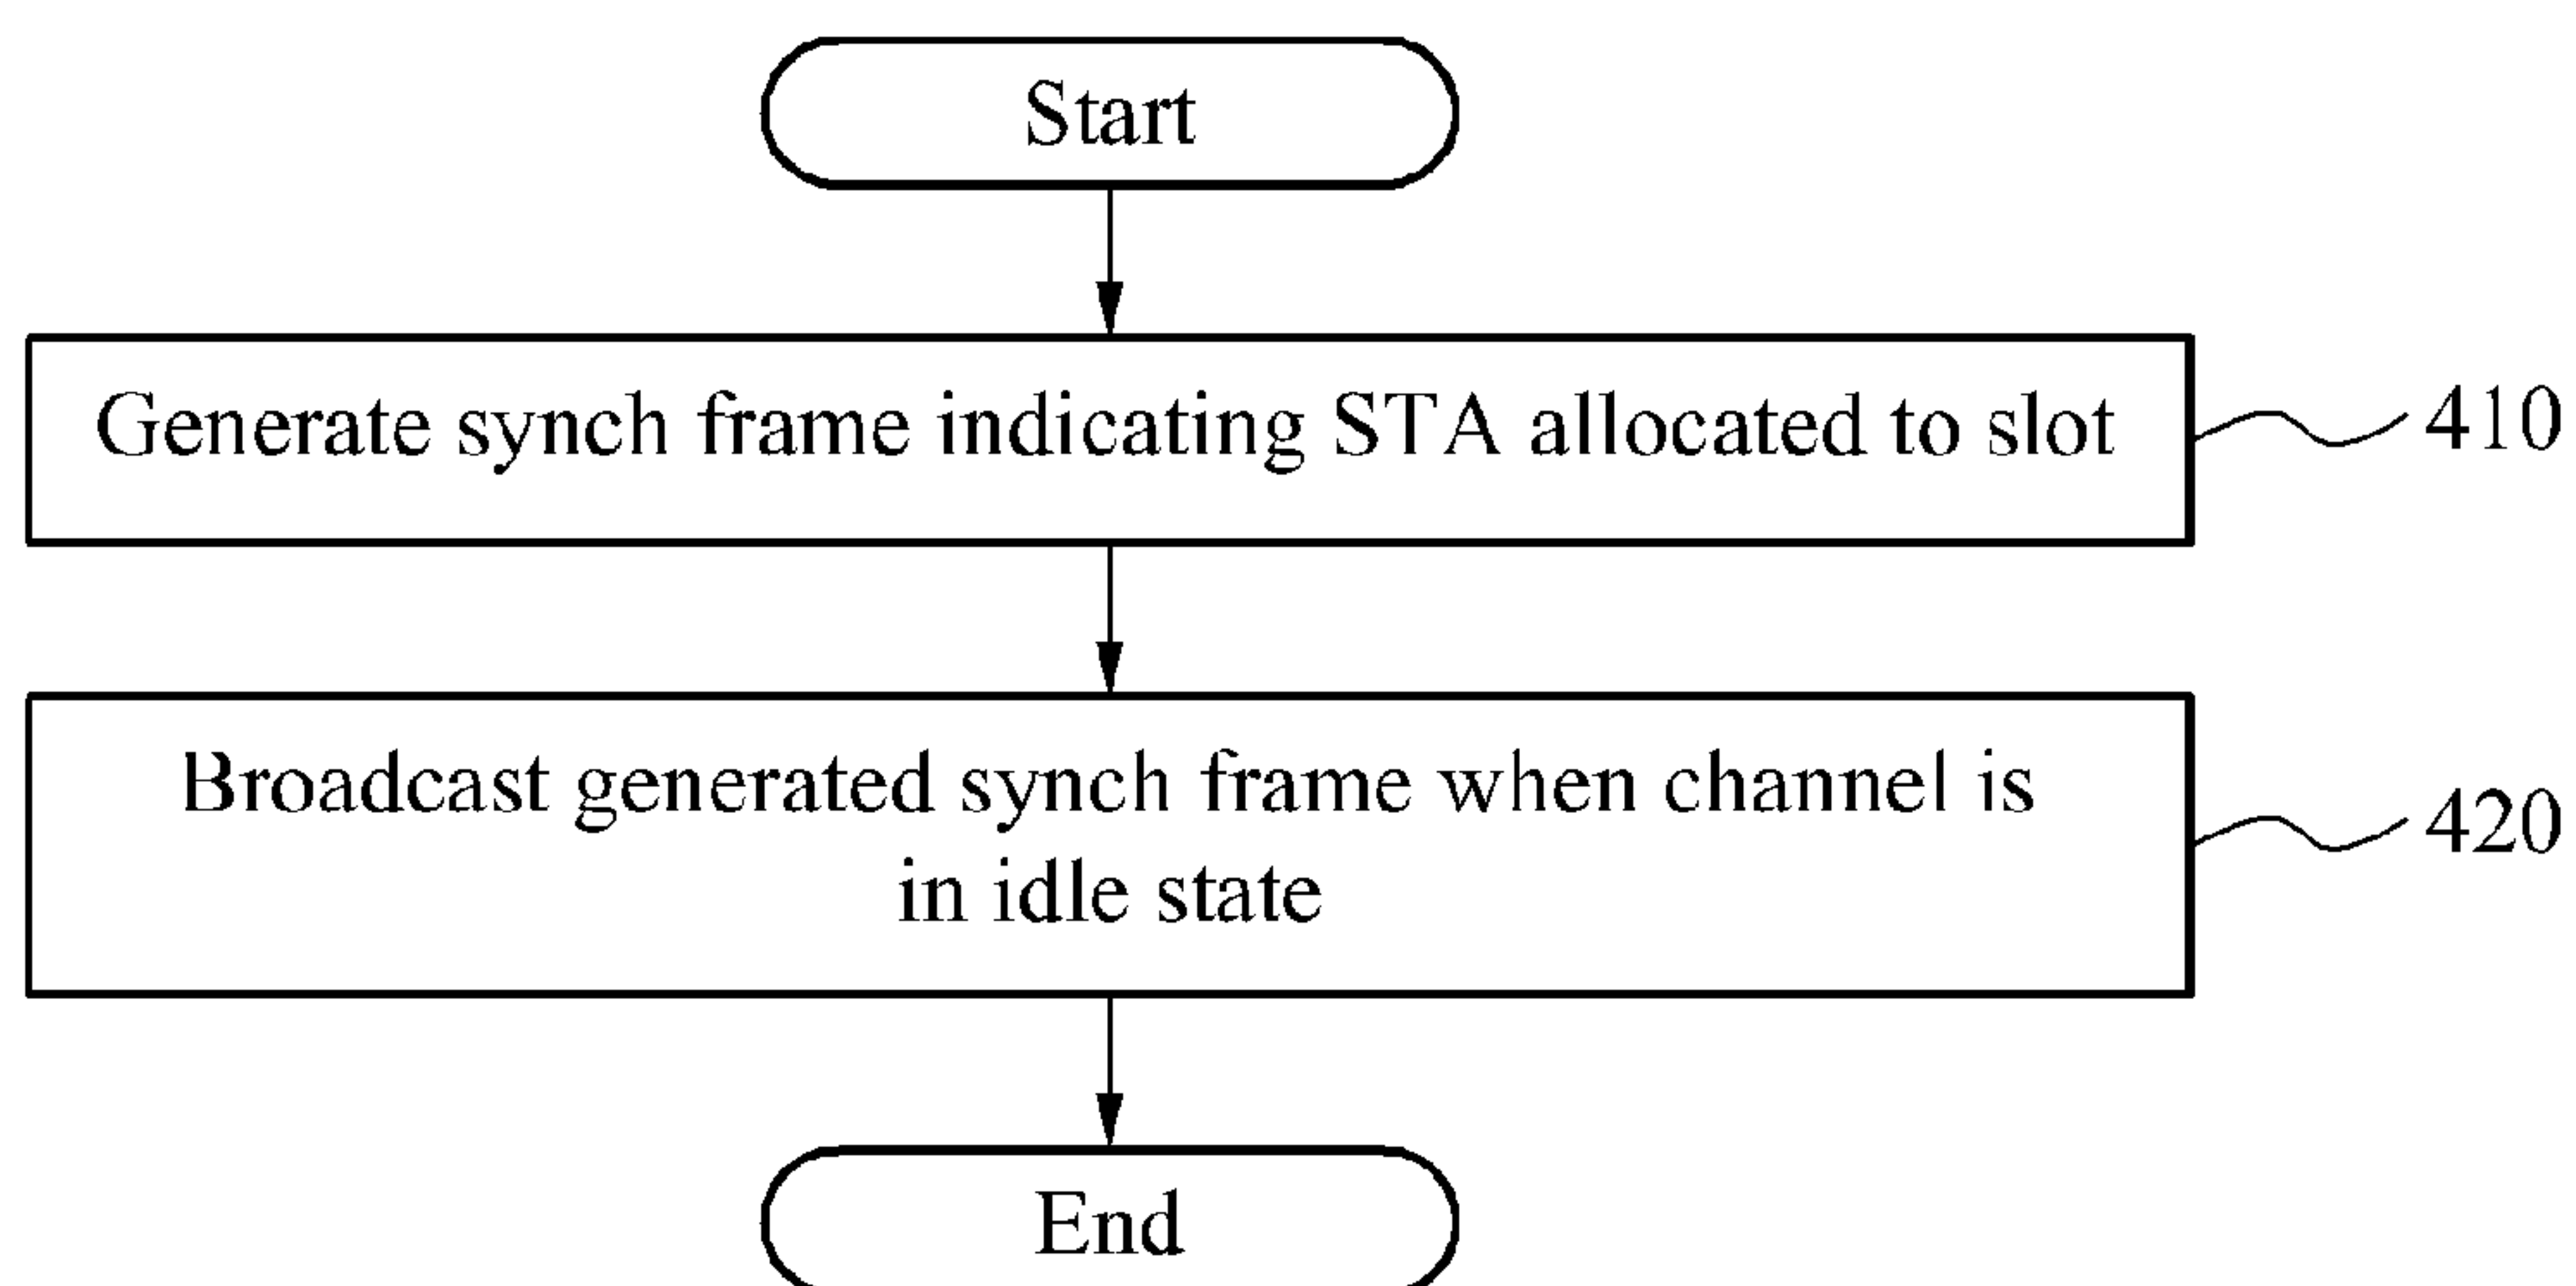 Start
Generate synch frame indicating STA allocated to slot
410
Broadcast generated synch frame when channel is
in idle state
420
End